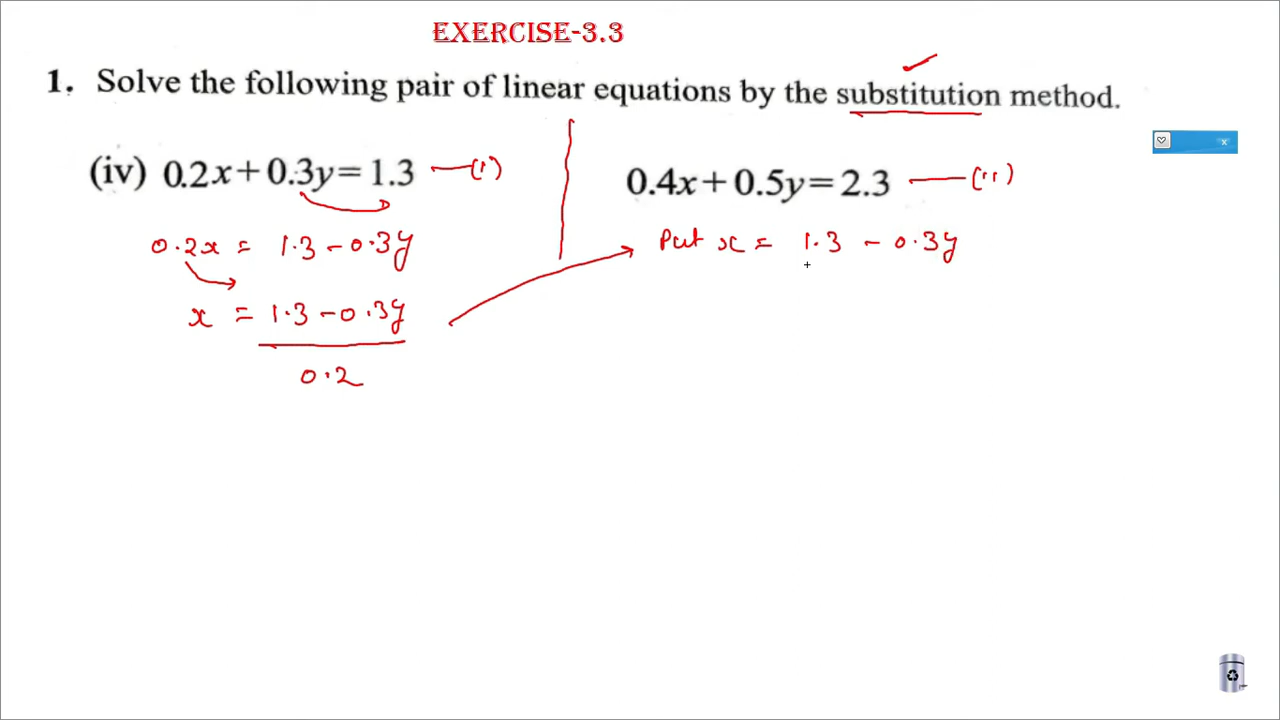 EXERCISE-3.3
1. Solve the following pair of linear equations by the substitution method.
(iv) 0.2x+0.3y=1.3 —(i)
0.4x+0.5y=2.3 —(ii)
0.2x = 1.3-0.3y
x = 1.3-0.3y
0.2
Put x = 1.3 - 0.3y